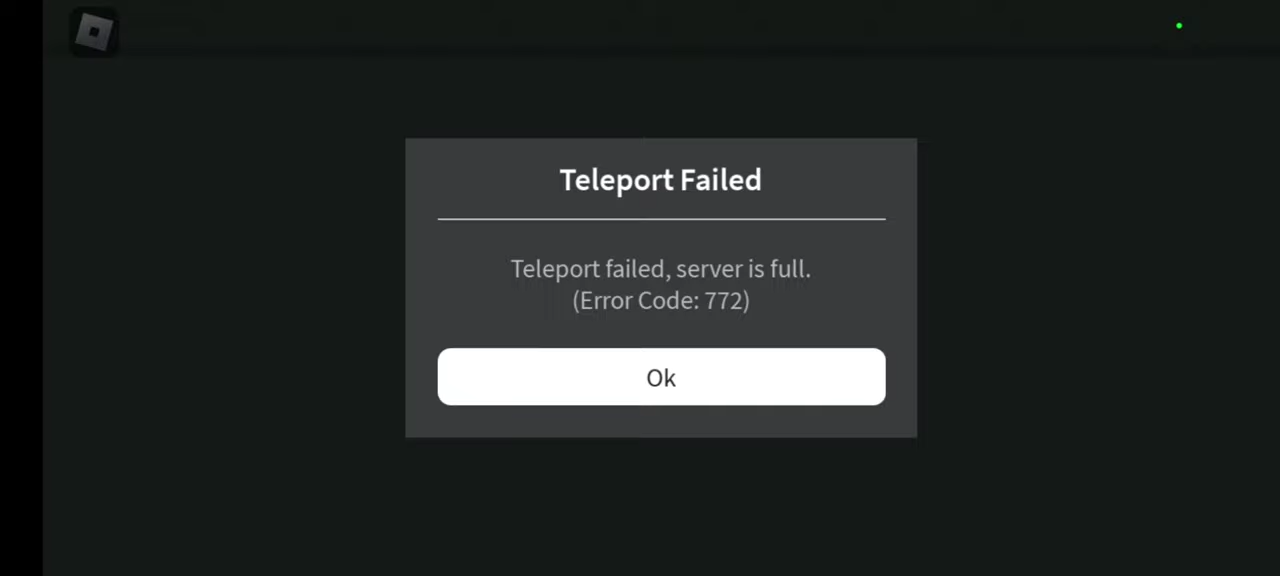 Teleport Failed
Teleport failed, server is full.
(Error Code: 772)
Ok